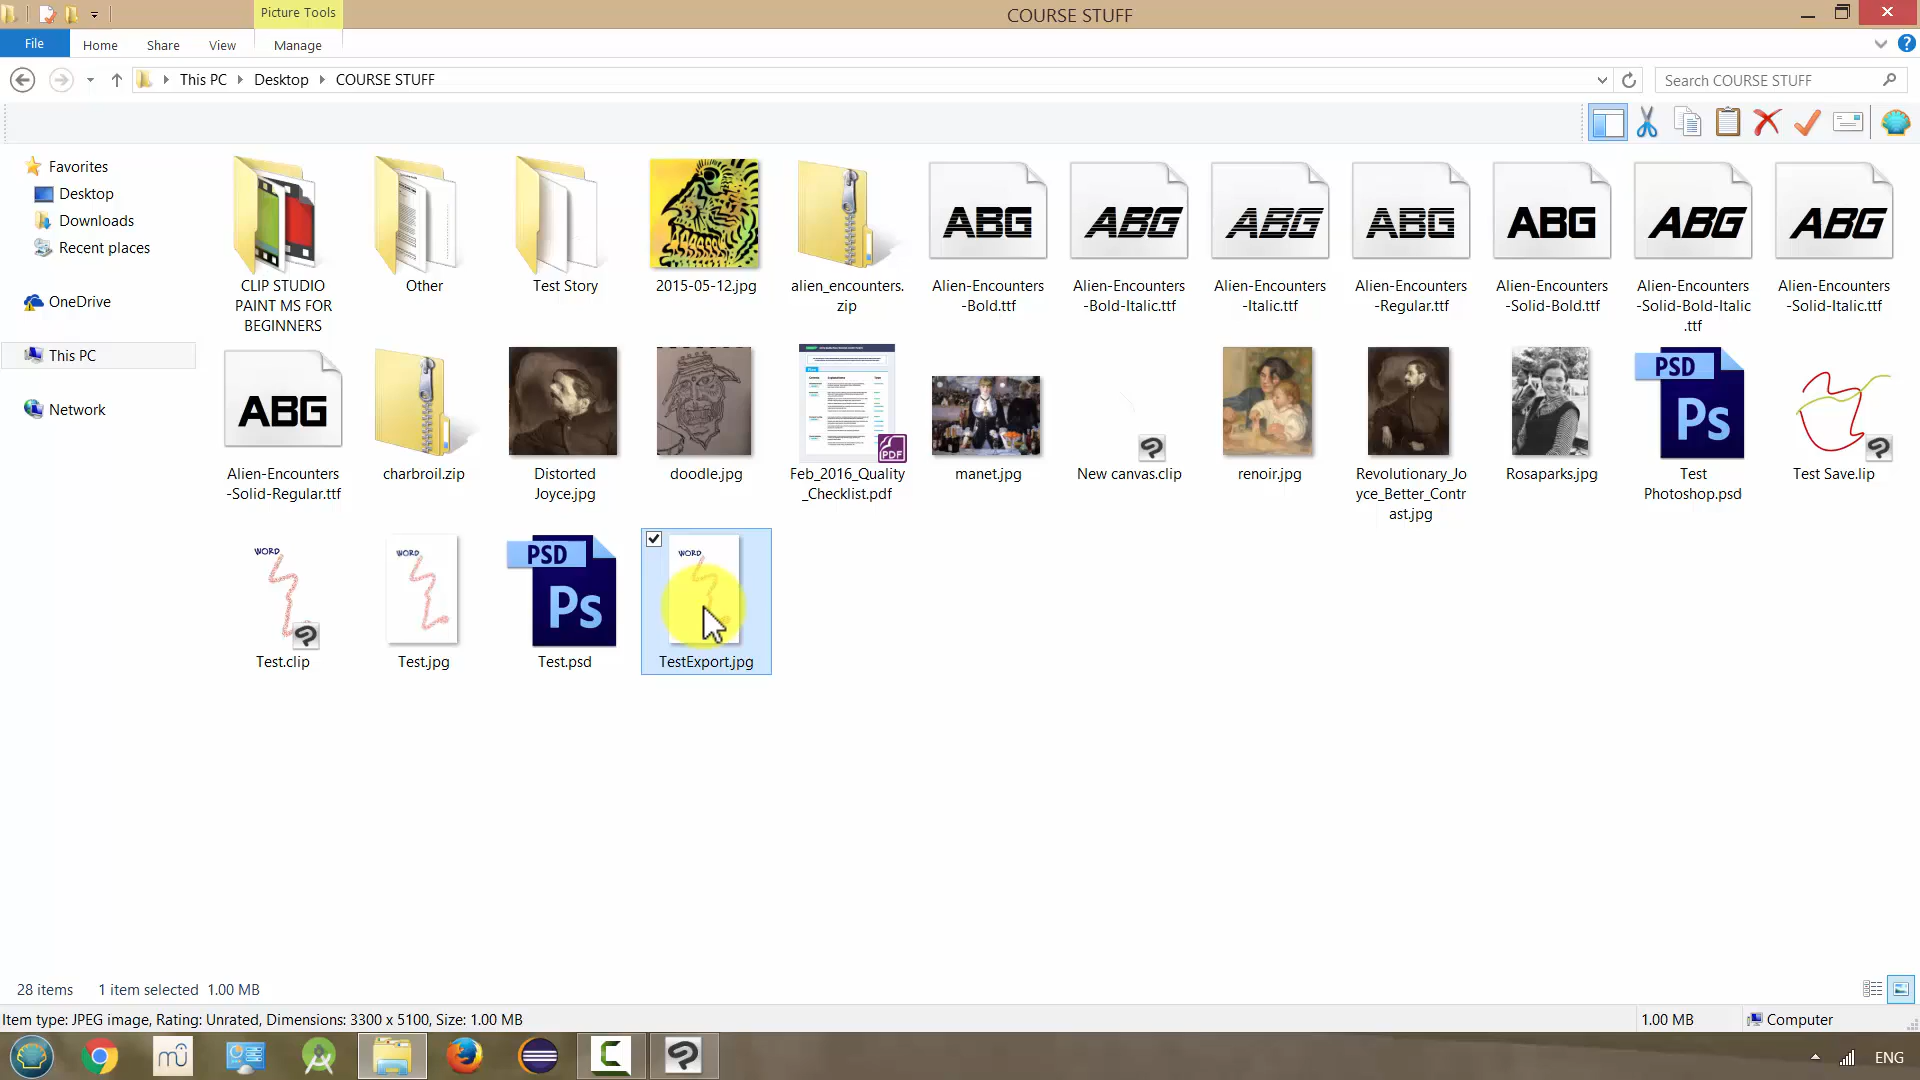 Picture Tools
COURSE STUFF
File
Home
Share
View
Manage
This PC
Desktop
COURSE STUFF
Search COURSE STUFF
Favorites
Desktop
Downloads
Recent places
OneDrive
This PC
Network
CLIP STUDIO
PAINT MS FOR
BEGINNERS
Other
Test Story
2015-05-12.jpg
alien_encounters.
zip
ABG
Alien-Encounters
-Bold.ttf
ABG
Alien-Encounters
-Bold-Italic.ttf
ABG
Alien-Encounters
-Italic.ttf
ABG
Alien-Encounters
-Regular.ttf
ABG
Alien-Encounters
-Solid-Bold.ttf
ABG
Alien-Encounters
-Solid-Bold-Italic
.ttf
ABG
Alien-Encounters
-Solid-Italic.ttf
ABG
Alien-Encounters
-Solid-Regular.ttf
charbroil.zip
Distorted
Joyce.jpg
doodle.jpg
PDF
Feb_2016_Quality
_Checklist.pdf
manet.jpg
New canvas.clip
renoir.jpg
Revolutionary_Jo
yce_Better_Contr
ast.jpg
Rosaparks.jpg
PSD
Ps
Test
Photoshop.psd
Test Save.lip
WORD
Test.clip
WORD
Test.jpg
PSD
Ps
Test.psd
WORD
TestExport.jpg
28 items
1 item selected 1.00 MB
Item type: JPEG image, Rating: Unrated, Dimensions: 3300 x 5100, Size: 1.00 MB
1.00 MB
Computer
ENG